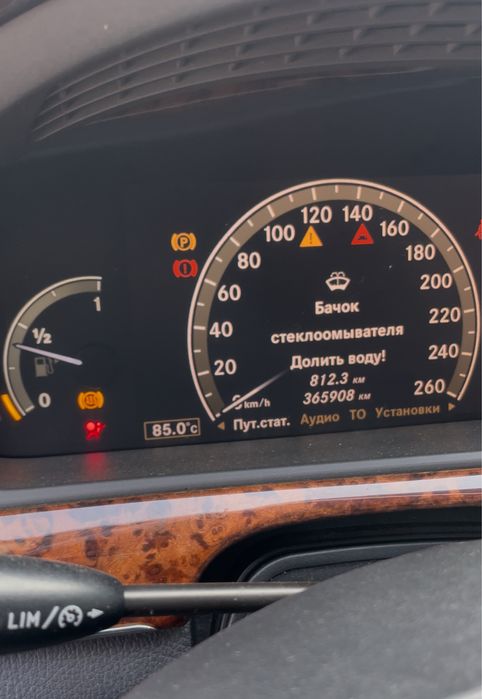 120 140
100 160
80 180
60 200
40 220
20 240
0 km/h 260
P
!
Бачок
стеклоомывателя
Долить воду!
812.3 км
365908 км
Пут.стат. Аудио ТО Установки
1
½
0
85.0°c
LIM/